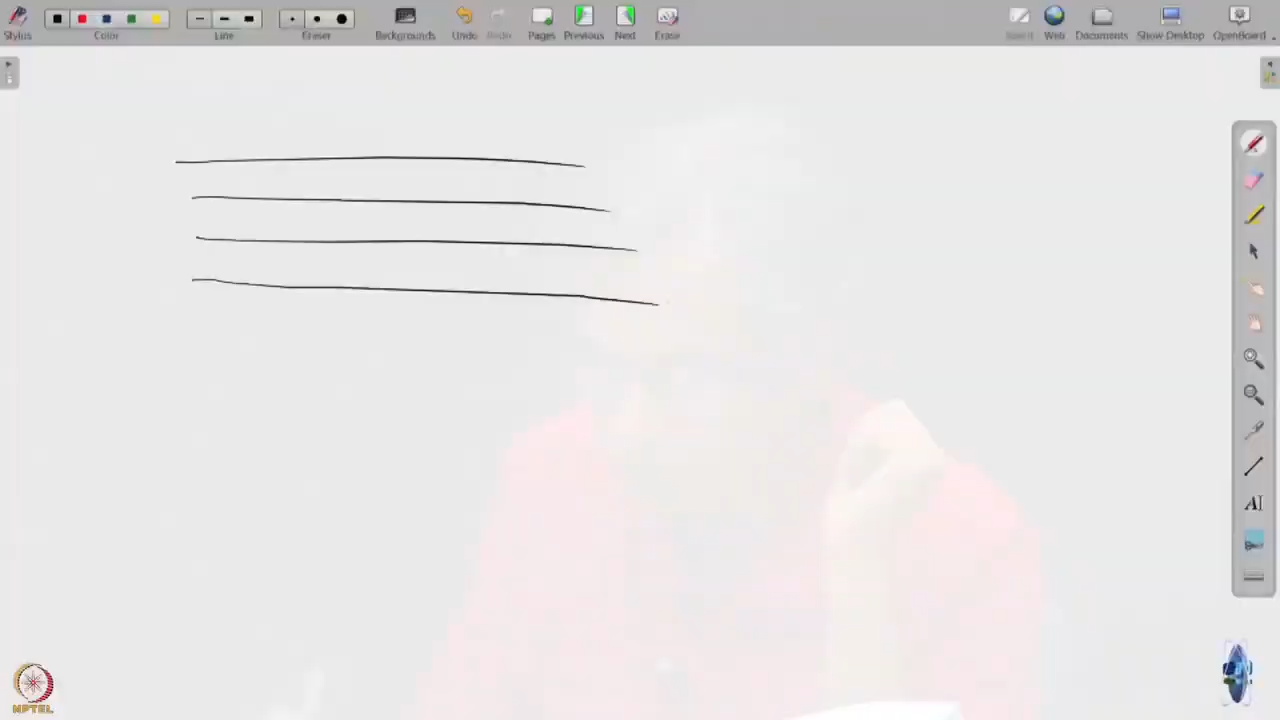 Stylus Color Line Eraser Backgrounds Undo Redo Pages Previous Next Erase Board Web Documents Show Desktop OpenBoard
AI
NPTEL